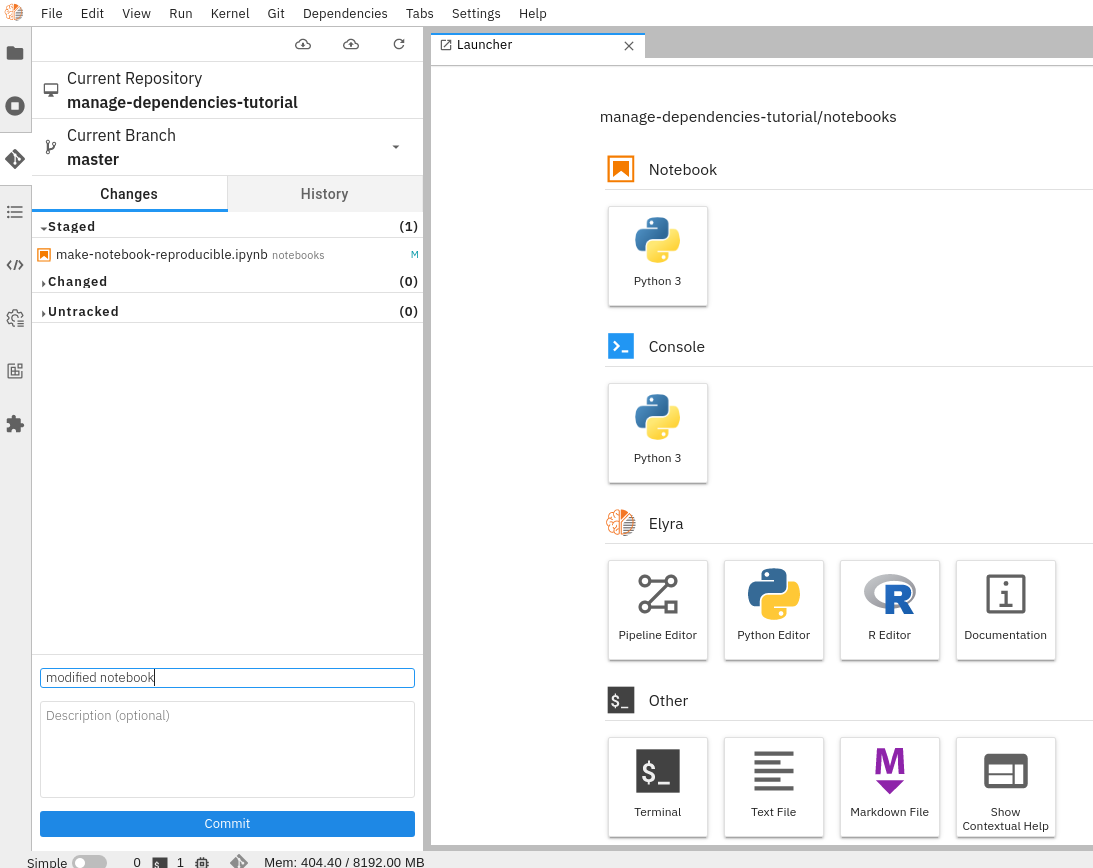 File Edit View Run Kernel Git Dependencies Tabs Settings Help
Launcher
Current Repository
manage-dependencies-tutorial
Current Branch
master
Changes History
Staged (1)
make-notebook-reproducible.ipynb notebooks M
Changed (0)
Untracked (0)
modified notebook
Description (optional)
Commit
manage-dependencies-tutorial/notebooks
Notebook
Python 3
>_ Console
Python 3
Elyra
Pipeline Editor Python Editor R Editor Documentation
$_ Other
$_ M
Terminal Text File Markdown File Show
Contextual Help
Simple 0 $_ 1 Mem: 404.40 / 8192.00 MB